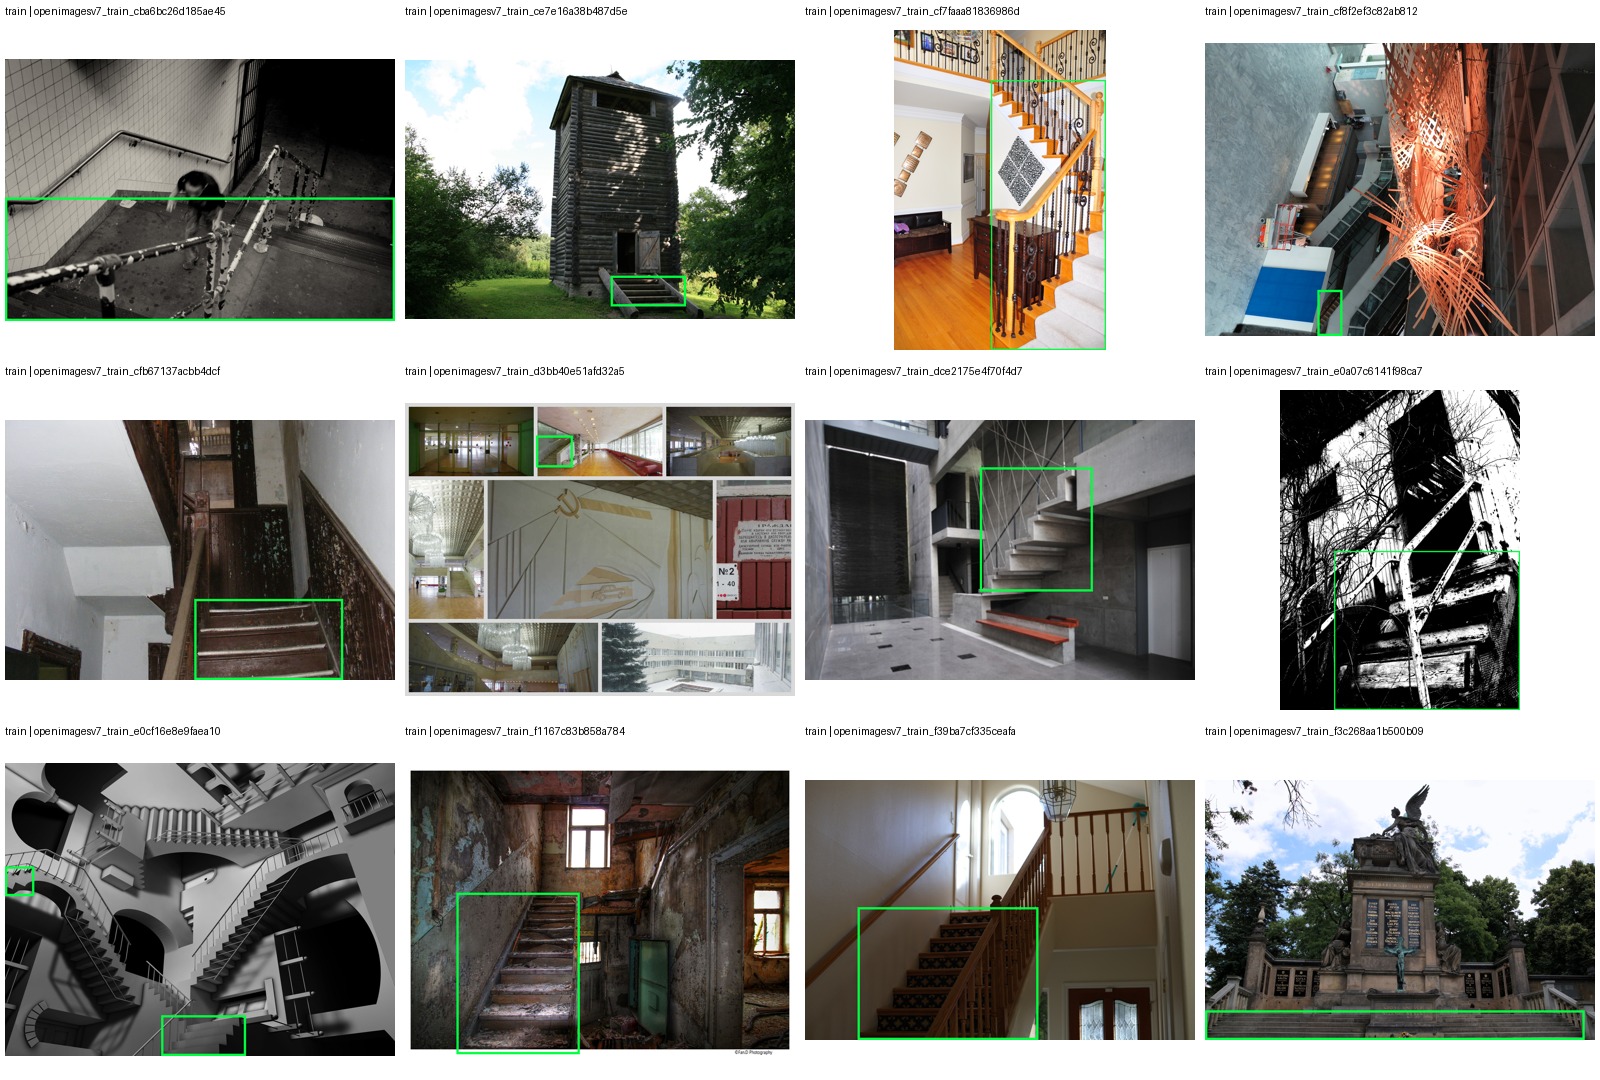 train | openimagesv7_train_cba6bc26d185ae45
train | openimagesv7_train_ce7e16a38b487d5e
train | openimagesv7_train_cf7faaa81836986d
train | openimagesv7_train_cf8f2ef3c82ab812
train | openimagesv7_train_cfb67137acbb4dcf
train | openimagesv7_train_d3bb40e51afd32a5
train | openimagesv7_train_dce2175e4f70f4d7
train | openimagesv7_train_e0a07c6141f98ca7
№2
1 - 40
train | openimagesv7_train_e0cf16e8e9faea10
train | openimagesv7_train_f1167c83b858a784
train | openimagesv7_train_f39ba7cf335ceafa
train | openimagesv7_train_f3c268aa1b500b09